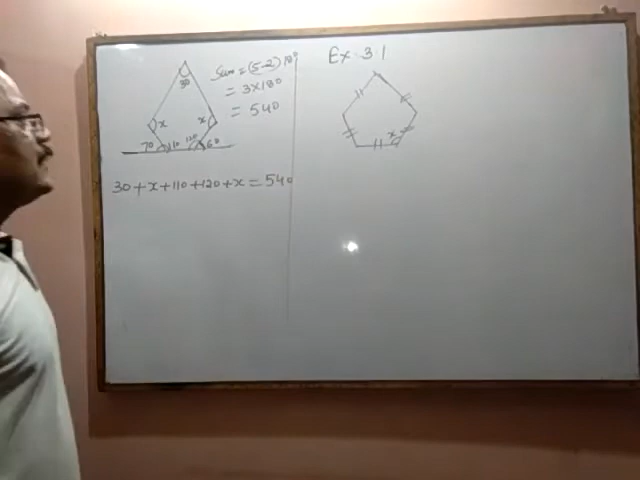 Ex 3.1
Sum = (5-2) 180
= 3×180
= 540
30
x x
70 110 120 60
30+x+110+120+x=540
x